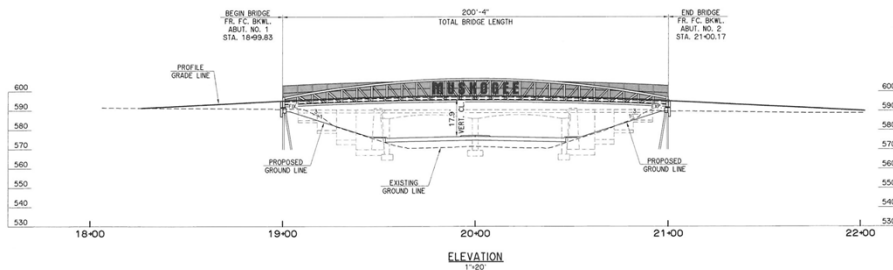 BEGIN BRIDGE
FR. FC. BKWL.
ABUT. NO. 1
STA. 18+99.83
200'-4"
TOTAL BRIDGE LENGTH
END BRIDGE
FR. FC. BKWL.
ABUT. NO. 2
STA. 21+00.17
PROFILE
GRADE LINE
MUSKOGEE
600
590
580
570
560
550
540
530
600
590
580
570
560
550
540
530
17.9'
VERT. CL.
PROPOSED
GROUND LINE
EXISTING
GROUND LINE
PROPOSED
GROUND LINE
18+00
19+00
20+00
21+00
22+00
ELEVATION
1"=20'